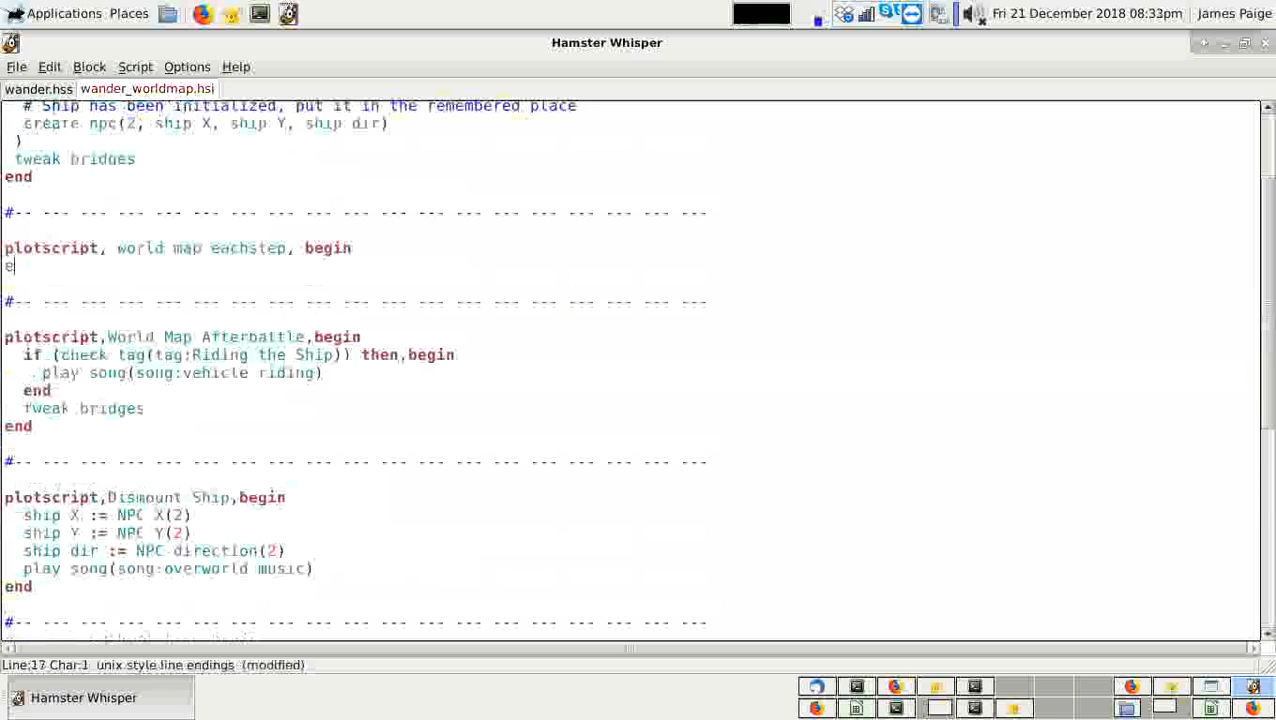 Applications Places Fri 21 December 2018 08:33pm James Paige
Hamster Whisper
File Edit Block Script Options Help
wander.hss wander_worldmap.hsi
# Ship has been initialized, put it in the remembered place
create npc(2, ship X, ship Y, ship dir)
)
tweak bridges
end
#-- --- --- --- --- --- --- --- --- --- --- --- --- --- --- --- --- --- ---
plotscript, world map eachstep, begin
e
#-- --- --- --- --- --- --- --- --- --- --- --- --- --- --- --- --- --- ---
plotscript,World Map Afterbattle,begin
if (check tag(tag:Riding the Ship)) then,begin
play song(song:vehicle riding)
end
tweak bridges
end
#-- --- --- --- --- --- --- --- --- --- --- --- --- --- --- --- --- --- ---
plotscript,Dismount Ship,begin
ship X := NPC X(2)
ship Y := NPC Y(2)
ship dir := NPC direction(2)
play song(song:overworld music)
end
#-- --- --- --- --- --- --- --- --- --- --- --- --- --- --- --- --- --- ---
Line:17 Char:1 unix style line endings (modified)
Hamster Whisper